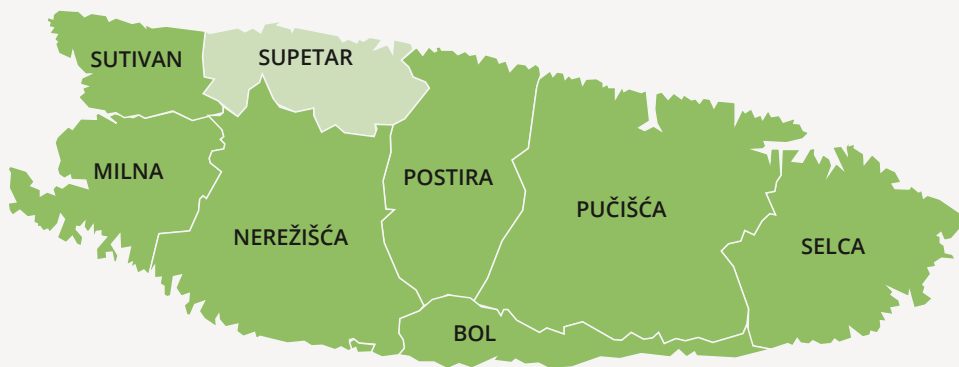 SUTIVAN
SUPETAR
MILNA
POSTIRA
PUČIŠĆA
NEREŽIŠĆA
SELCA
BOL